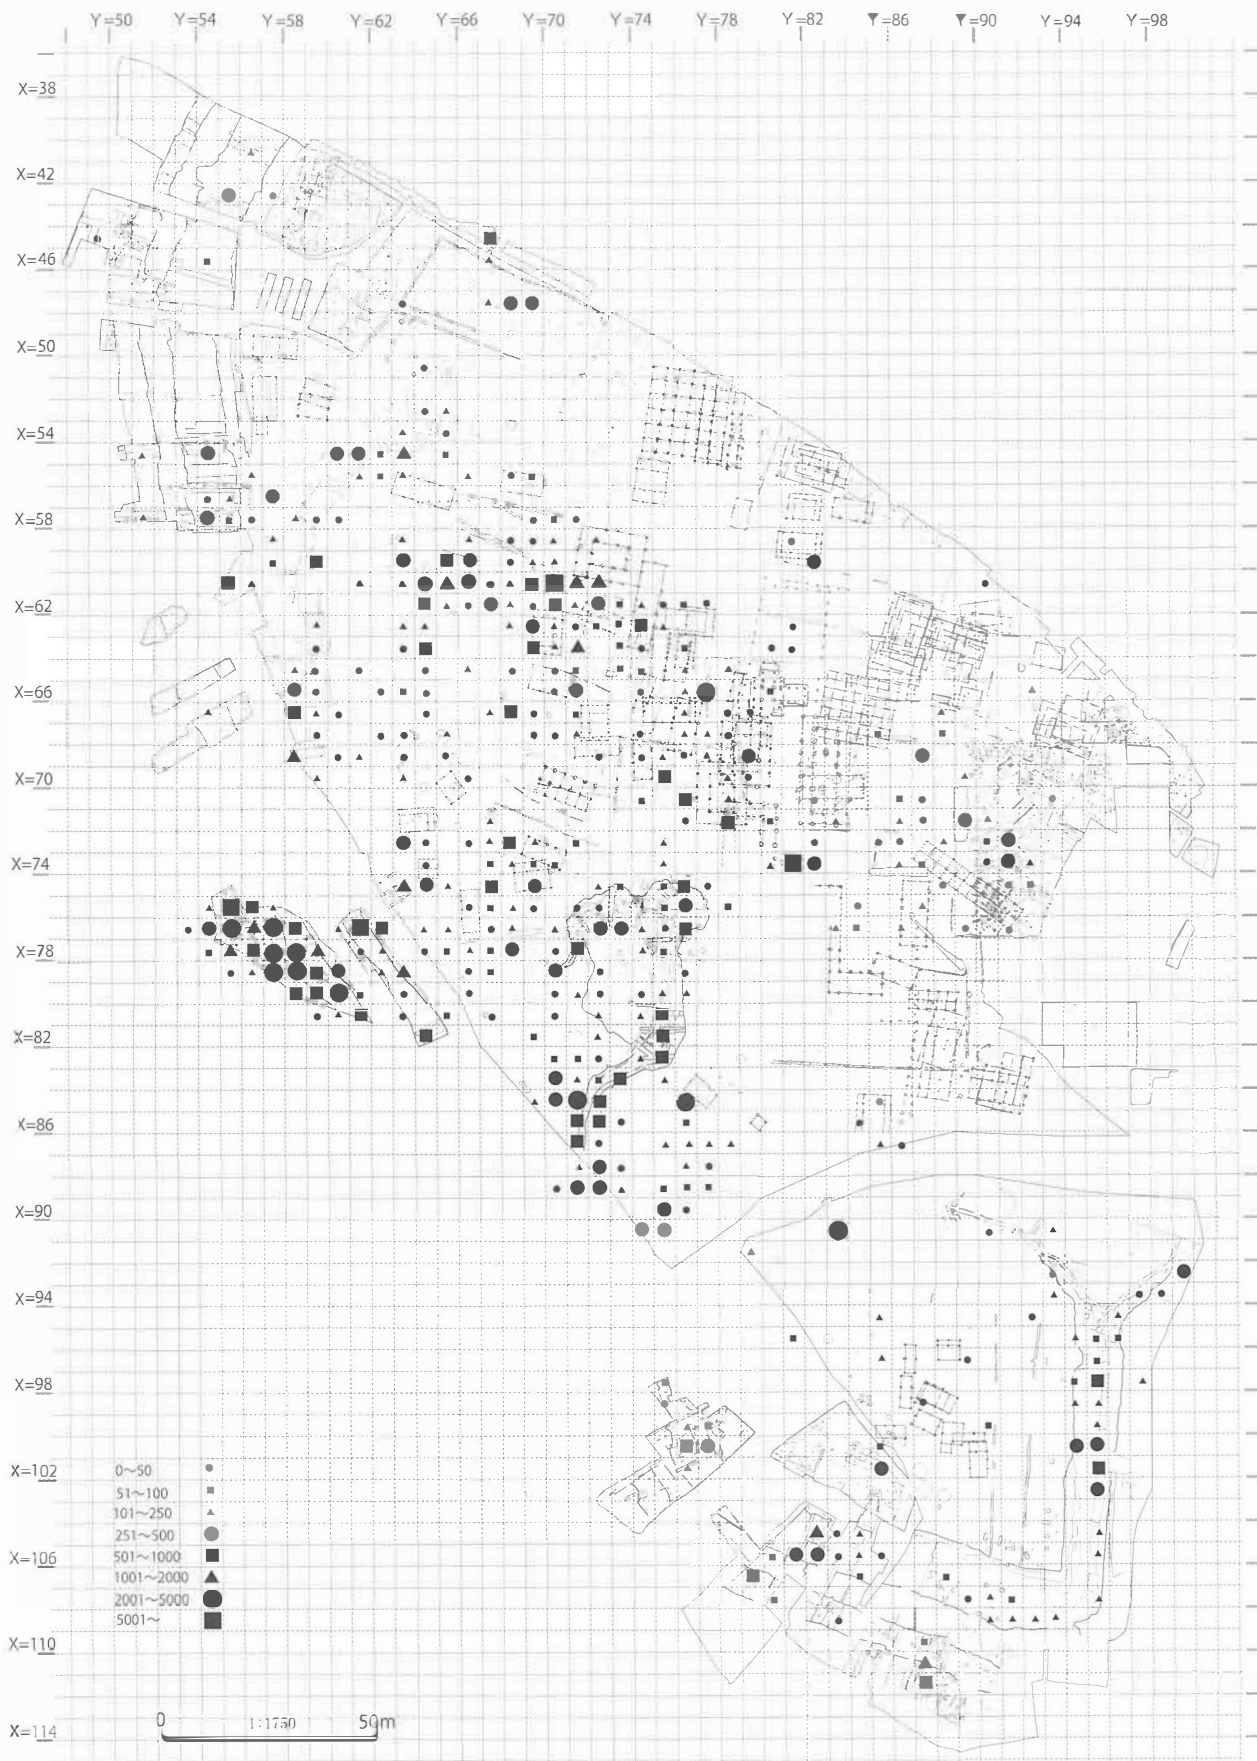 Y=50 Y=54 Y=58 Y=62 Y=66 Y=70 Y=74 Y=78 Y=82 Y=86 Y=90 Y=94 Y=98
X=38
X=42
X=46
X=50
X=54
X=58
X=62
X=66
X=70
X=74
X=78
X=82
X=86
X=90
X=94
X=98
X=102
X=106
X=110
X=114
0～50
51～100
101～250
251～500
501～1000
1001～2000
2001～5000
5001～
0 1:1750 50m